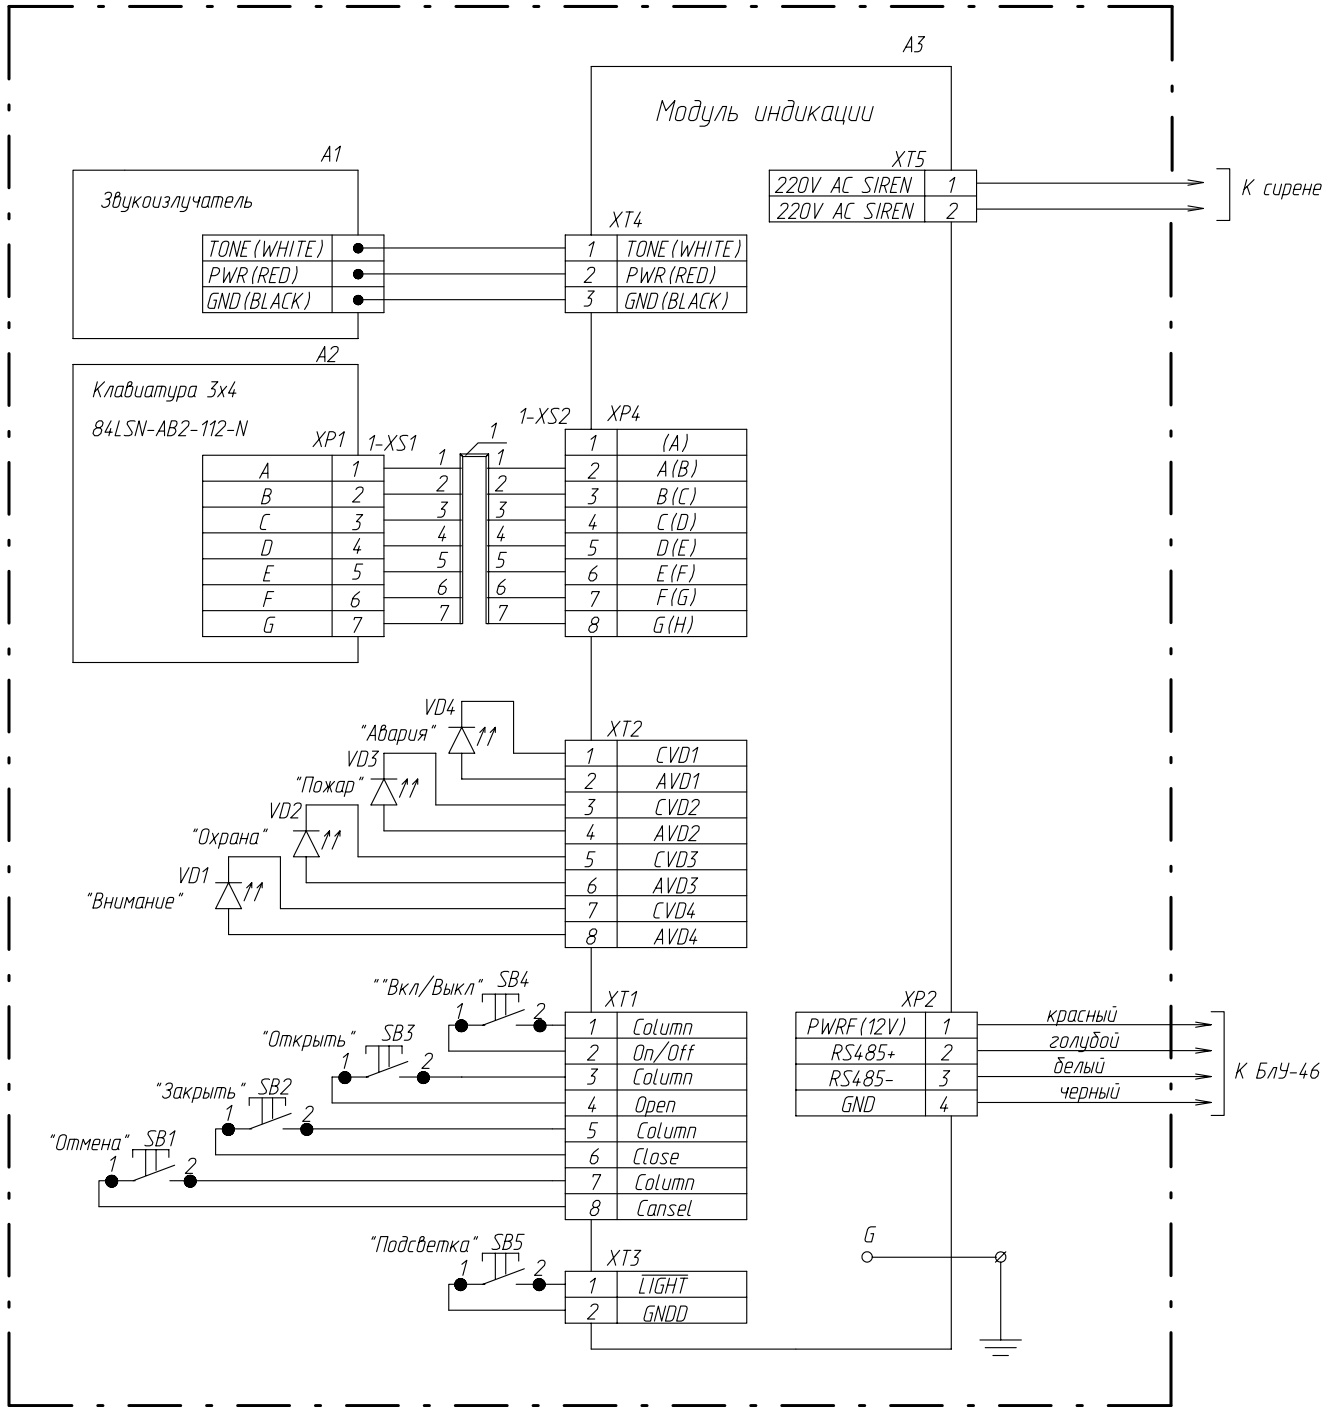 А3
Модуль индикации
А1
Звукоизлучатель
TONE(WHITE)
PWR(RED)
GND(BLACK)
XT4
1 TONE(WHITE)
2 PWR(RED)
3 GND(BLACK)
XT5
220V AC SIREN 1
220V AC SIREN 2
К сирене
А2
Клавиатура 3х4
84LSN-AB2-112-N
XP1
1-XS1
1
1-XS2
XP4
A 1
B 2
C 3
D 4
E 5
F 6
G 7
1 1
2 2
3 3
4 4
5 5
6 6
7 7
1 (A)
2 A(B)
3 B(C)
4 C(D)
5 D(E)
6 E(F)
7 F(G)
8 G(H)
VD4
"Авария"
VD3
"Пожар"
VD2
"Охрана"
VD1
"Внимание"
XT2
1 CVD1
2 AVD1
3 CVD2
4 AVD2
5 CVD3
6 AVD3
7 CVD4
8 AVD4
""Вкл/Выкл" SB4
1 2
"Открыть" SB3
1 2
"Закрыть" SB2
1 2
"Отмена" SB1
1 2
XT1
1 Column
2 On/Off
3 Column
4 Open
5 Column
6 Close
7 Column
8 Cansel
XP2
PWRF(12V) 1 красный
RS485+ 2 голубой
RS485- 3 белый
GND 4 черный
К БлУ-46
"Подсветка" SB5
1 2
XT3
1 LIGHT
2 GNDD
G